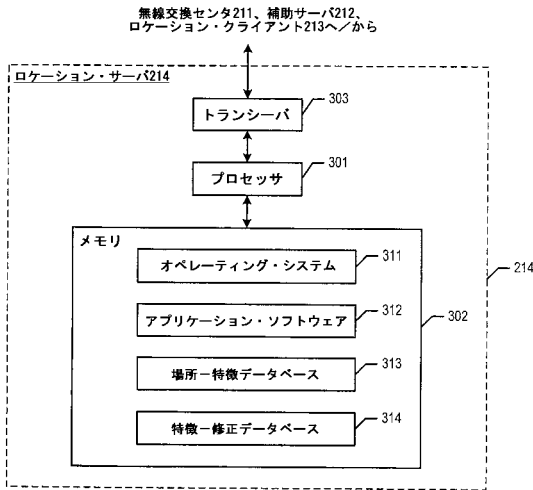 無線交換センタ211、補助サーバ212、
ロケーション・クライアント213へ/から
ロケーション・サーバ214
トランシーバ
303
プロセッサ
301
メモリ
オペレーティング・システム
311
アプリケーション・ソフトウェア
312
場所-特徴データベース
313
特徴-修正データベース
314
302
214